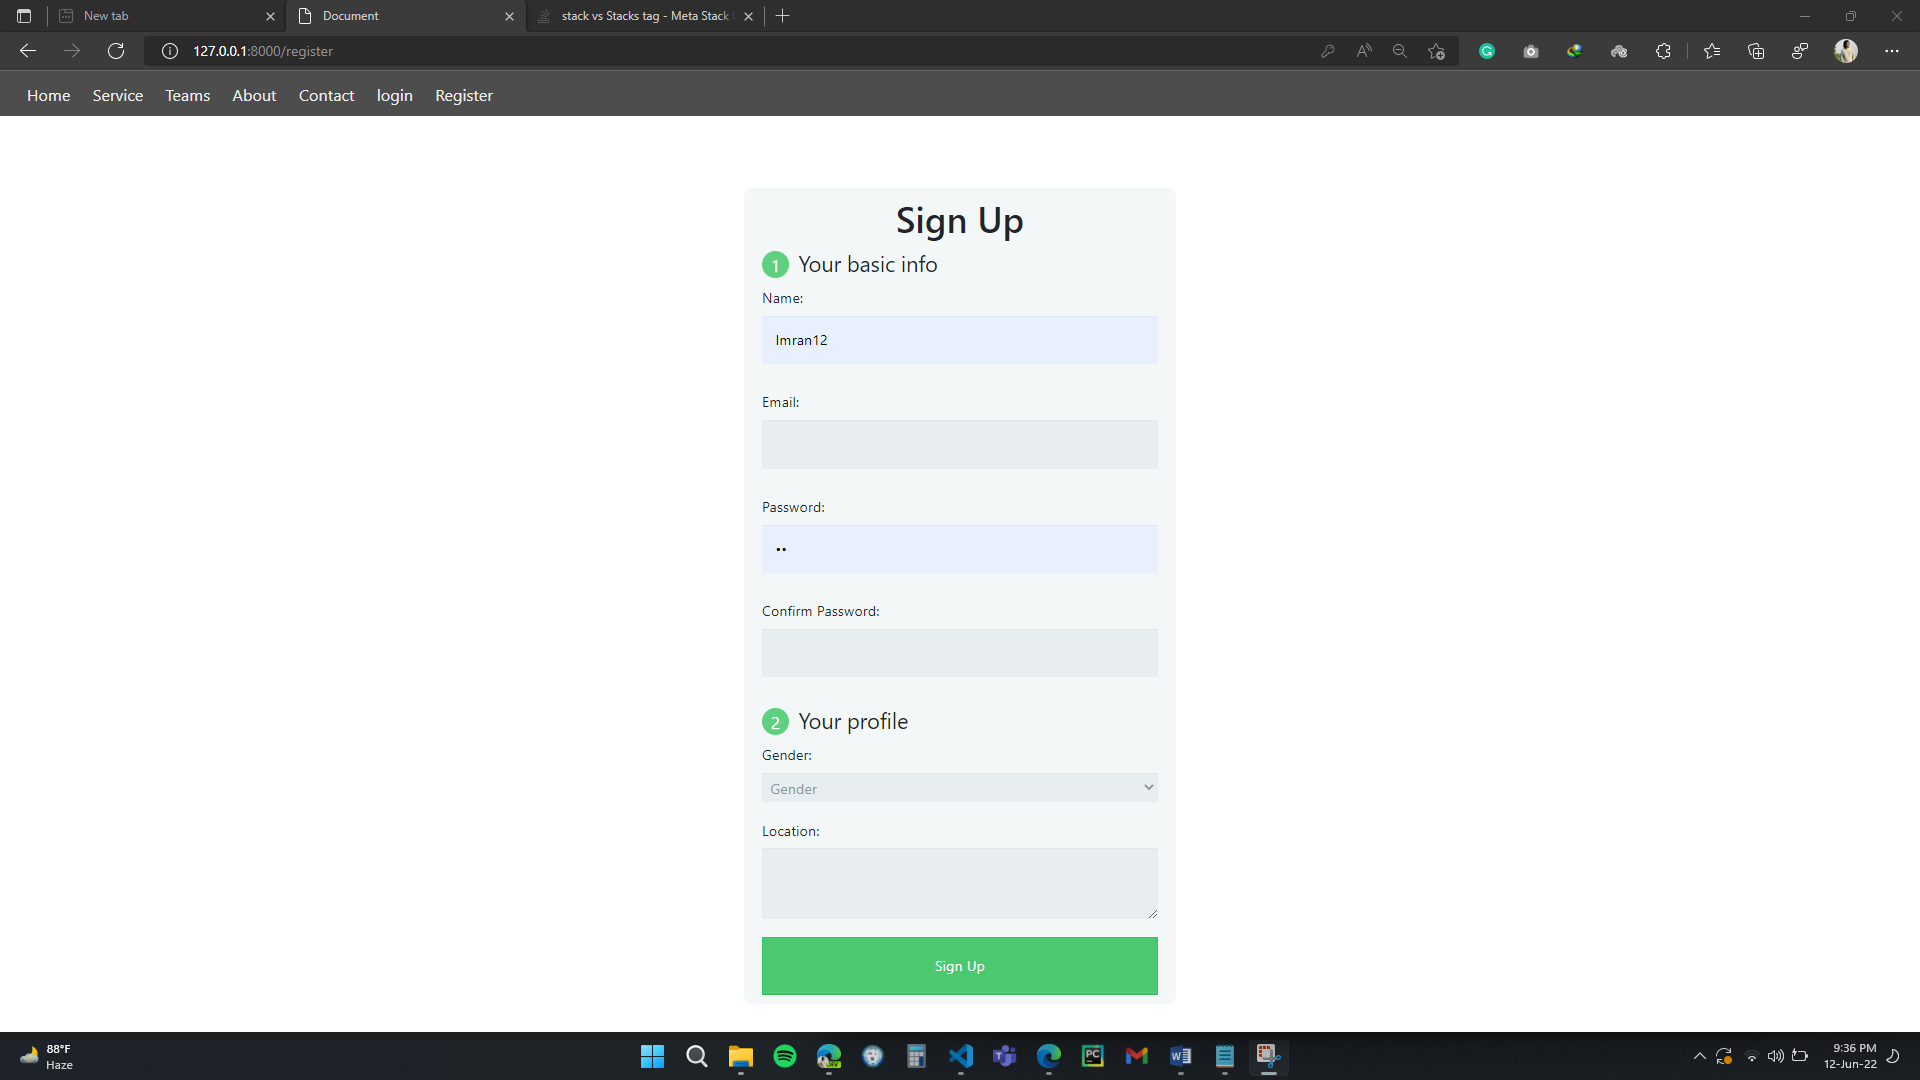 New tab
Document
stack vs Stacks tag - Meta Stack
127.0.0.1:8000/register
Home Service Teams About Contact login Register
Sign Up
1 Your basic info
Name:
Imran12
Email:
Password:
••
Confirm Password:
2 Your profile
Gender:
Gender
Location:
Sign Up
88°F
Haze
9:36 PM
12-Jun-22